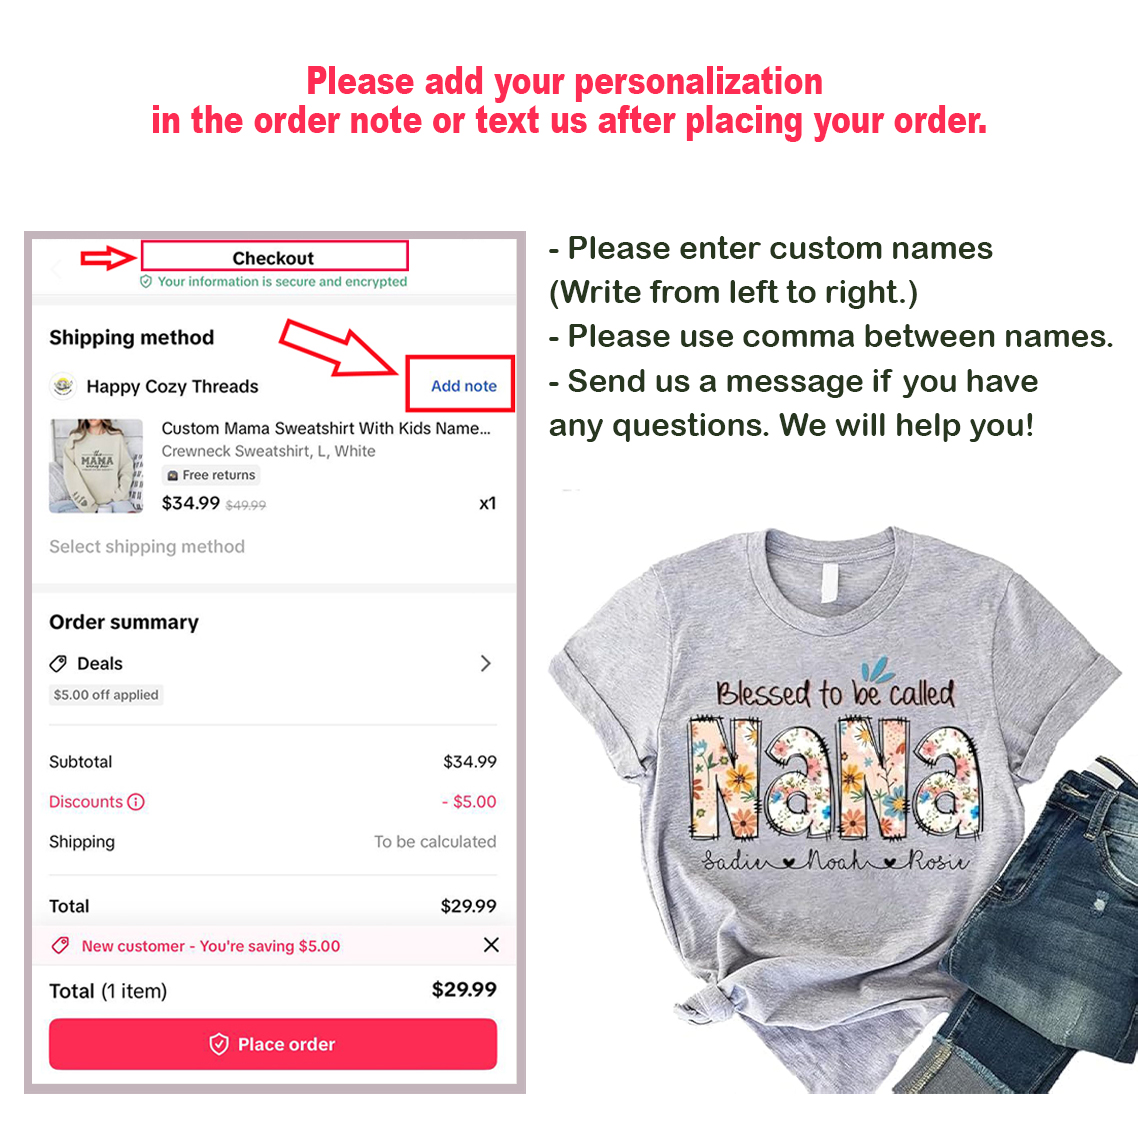 Please add your personalization
in the order note or text us after placing your order.
Checkout
Your information is secure and encrypted
Shipping method
Happy Cozy Threads
Add note
Custom Mama Sweatshirt With Kids Name...
Crewneck Sweatshirt, L, White
Free returns
$34.99 $49.99
x1
MAMA
Select shipping method
Order summary
Deals
$5.00 off applied
Subtotal
$34.99
Discounts
- $5.00
Shipping
To be calculated
Total
$29.99
New customer - You're saving $5.00
Total (1 item)
$29.99
Place order
- Please enter custom names
(Write from left to right.)
- Please use comma between names.
- Send us a message if you have
any questions. We will help you!
Blessed to be called
NaNa
Sadie Noah Rosie